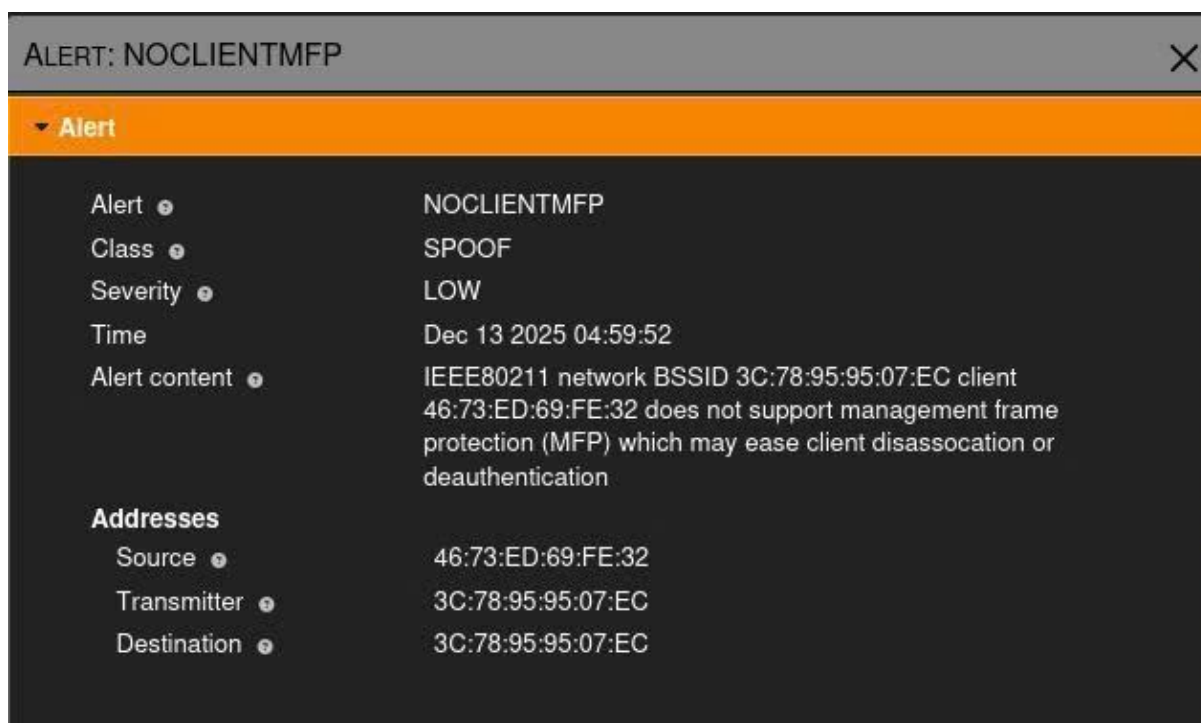 ALERT: NOCLIENTMFP
Alert
Alert NOCLIENTMFP
Class SPOOF
Severity LOW
Time Dec 13 2025 04:59:52
Alert content IEEE80211 network BSSID 3C:78:95:95:07:EC client
46:73:ED:69:FE:32 does not support management frame
protection (MFP) which may ease client disassocation or
deauthentication
Addresses
Source 46:73:ED:69:FE:32
Transmitter 3C:78:95:95:07:EC
Destination 3C:78:95:95:07:EC